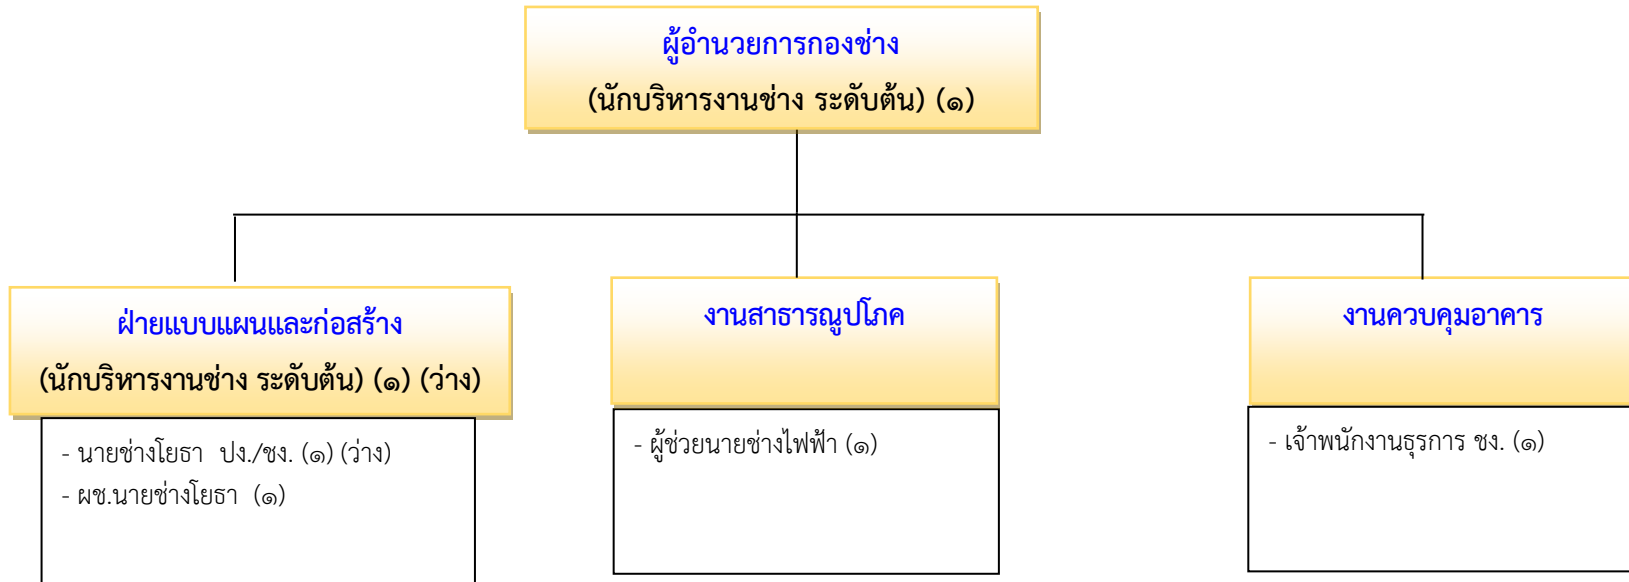 ผู้อำนวยการกองช่าง
(นักบริหารงานช่าง ระดับต้น) (๑)
ฝ่ายแบบแผนและก่อสร้าง
(นักบริหารงานช่าง ระดับต้น) (๑) (ว่าง)
- นายช่างโยธา ปง./ชง. (๑) (ว่าง)
- ผช.นายช่างโยธา (๑)
งานสาธารณูปโภค
- ผู้ช่วยนายช่างไฟฟ้า (๑)
งานควบคุมอาคาร
- เจ้าพนักงานธุรการ ชง. (๑)